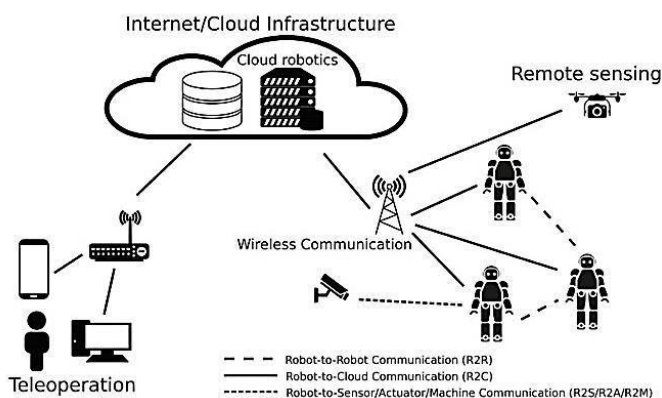 Internet/Cloud Infrastructure
Cloud robotics
Remote sensing
Wireless Communication
Teleoperation
Robot-to-Robot Communication (R2R)
Robot-to-Cloud Communication (R2C)
Robot-to-Sensor/Actuator/Machine Communication (R2S/R2A/R2M)